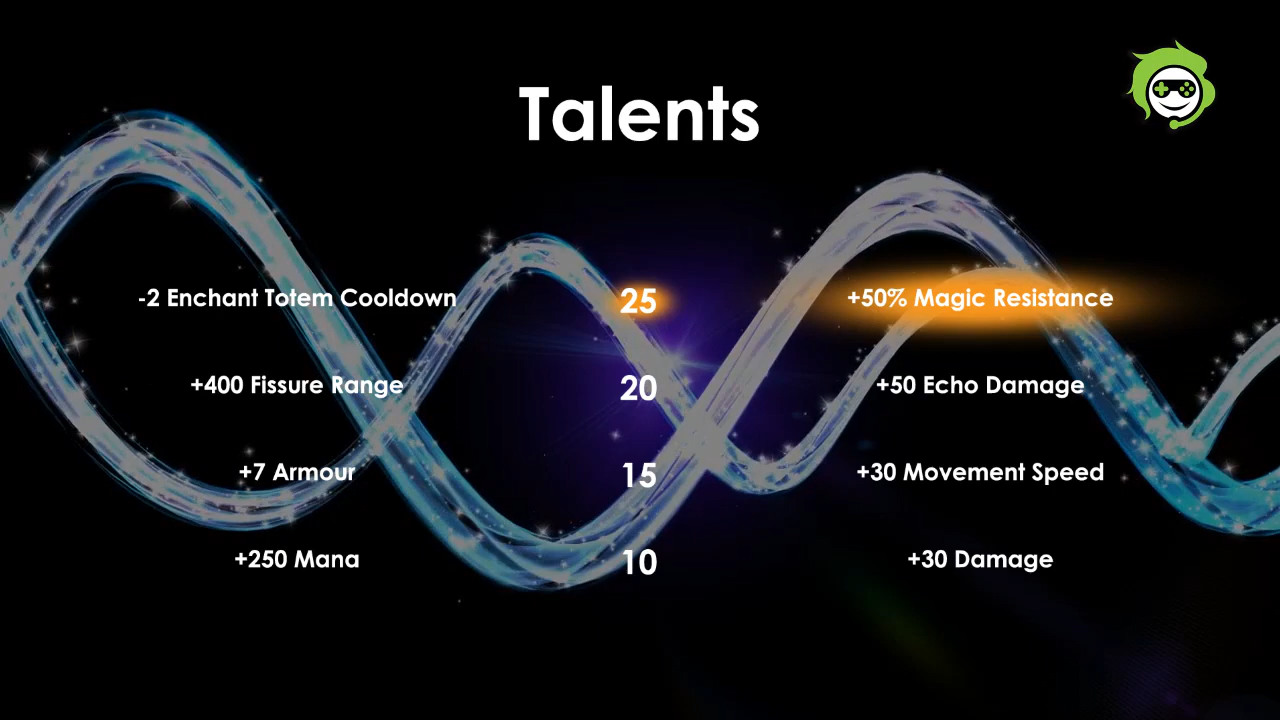 Talents
-2 Enchant Totem Cooldown 25 +50% Magic Resistance
+400 Fissure Range 20 +50 Echo Damage
+7 Armour 15 +30 Movement Speed
+250 Mana 10 +30 Damage